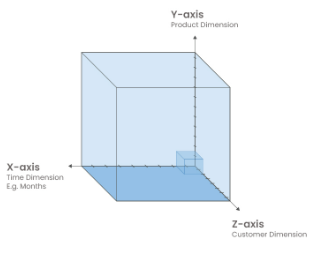 Y-axis
Product Dimension
X-axis
Time Dimension
E.g. Months
Z-axis
Customer Dimension